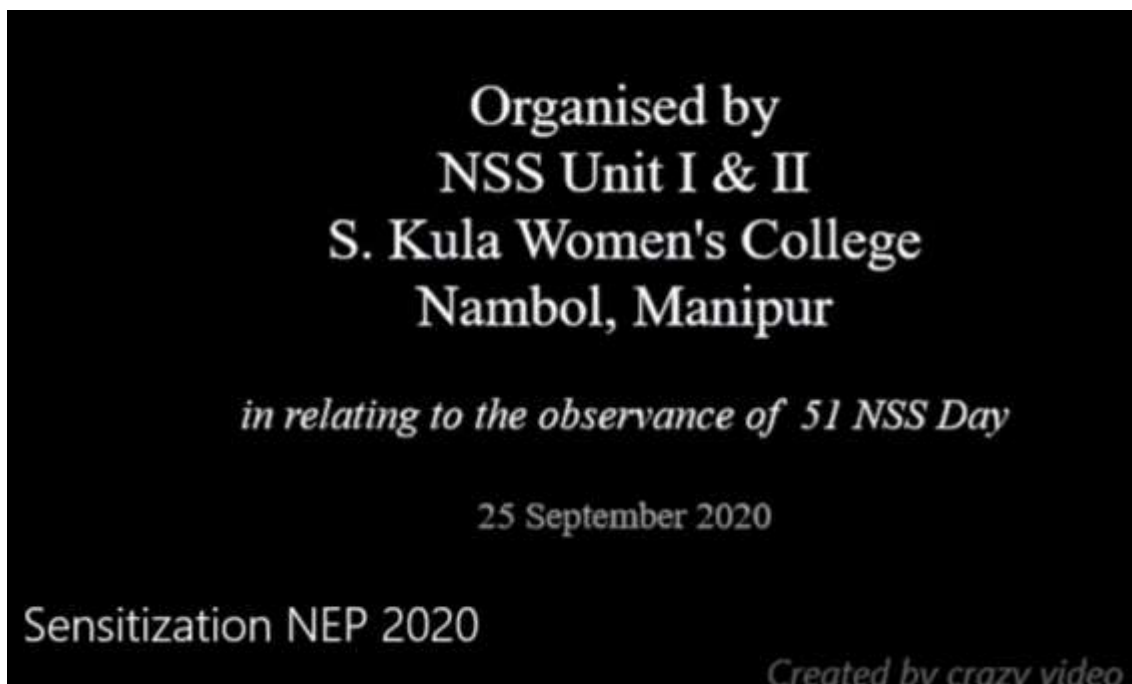 Organised by
NSS Unit I & II
S. Kula Women's College
Nambol, Manipur
in relating to the observance of 51 NSS Day
25 September 2020
Sensitization NEP 2020
Created by crazy video